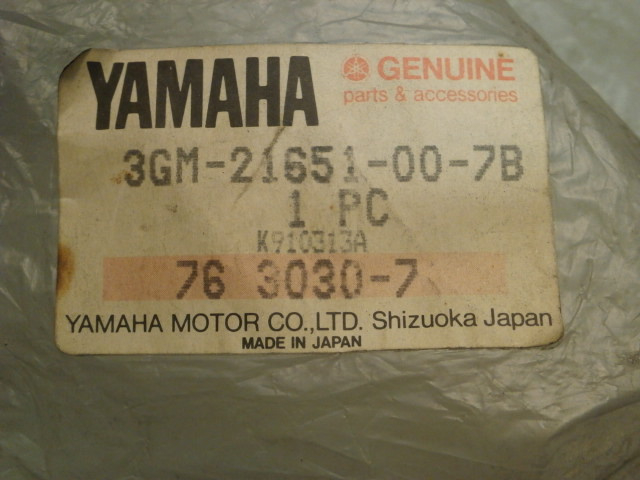 YAMAHA
GENUINE
parts & accessories
3GM-21651-00-7B
1 PC
K910313A
76 3030-7
YAMAHA MOTOR CO.,LTD. Shizuoka Japan
MADE IN JAPAN